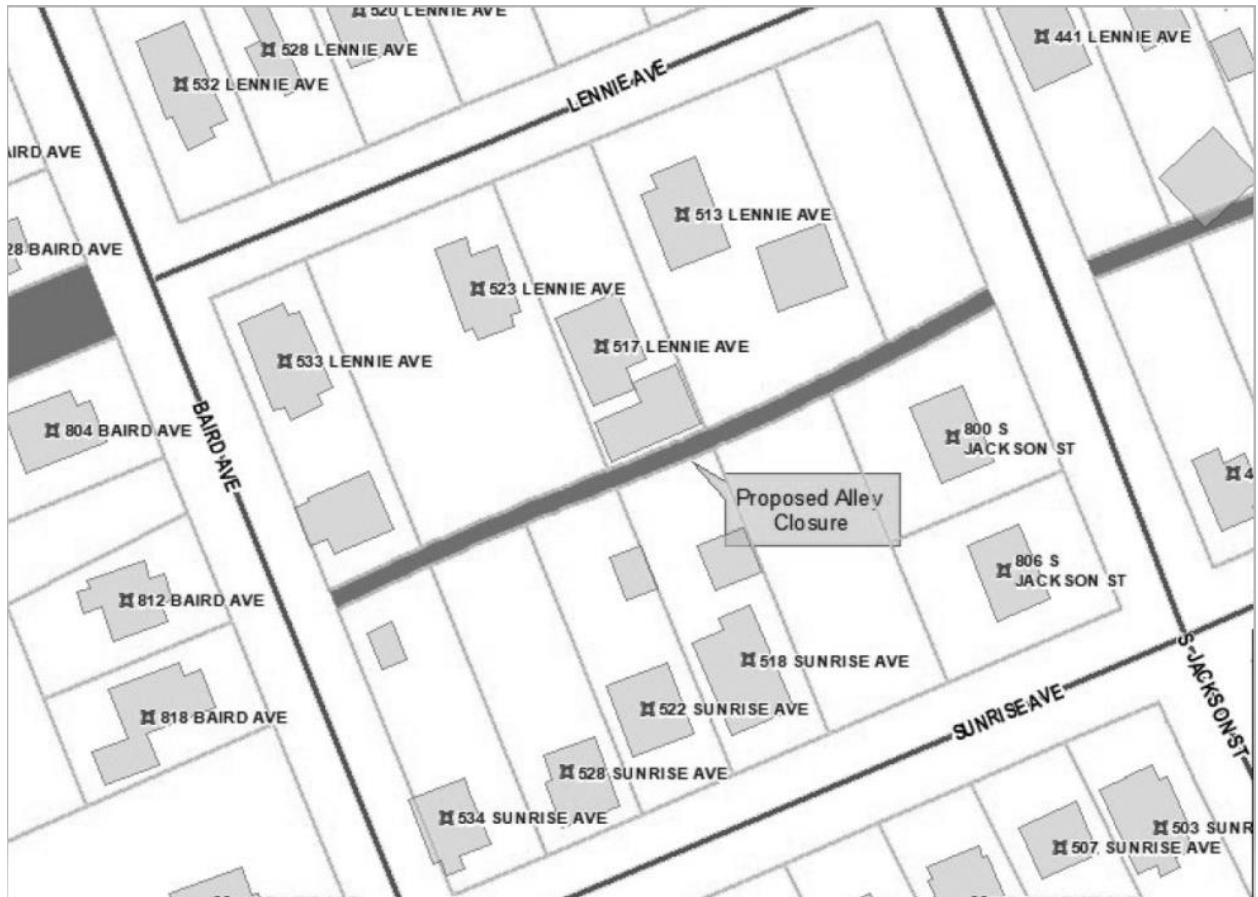 520 LENNIE AVE
528 LENNIE AVE
441 LENNIE AVE
532 LENNIE AVE
LENNIE AVE
AIRD AVE
513 LENNIE AVE
28 BAIRD AVE
523 LENNIE AVE
517 LENNIE AVE
533 LENNIE AVE
804 BAIRD AVE
BAIRD AVE
800 S
JACKSON ST
4
Proposed Alley
Closure
806 S
JACKSON ST
812 BAIRD AVE
518 SUNRISE AVE
S JACKSON ST
522 SUNRISE AVE
818 BAIRD AVE
SUNRISE AVE
528 SUNRISE AVE
534 SUNRISE AVE
503 SUNR
507 SUNRISE AVE